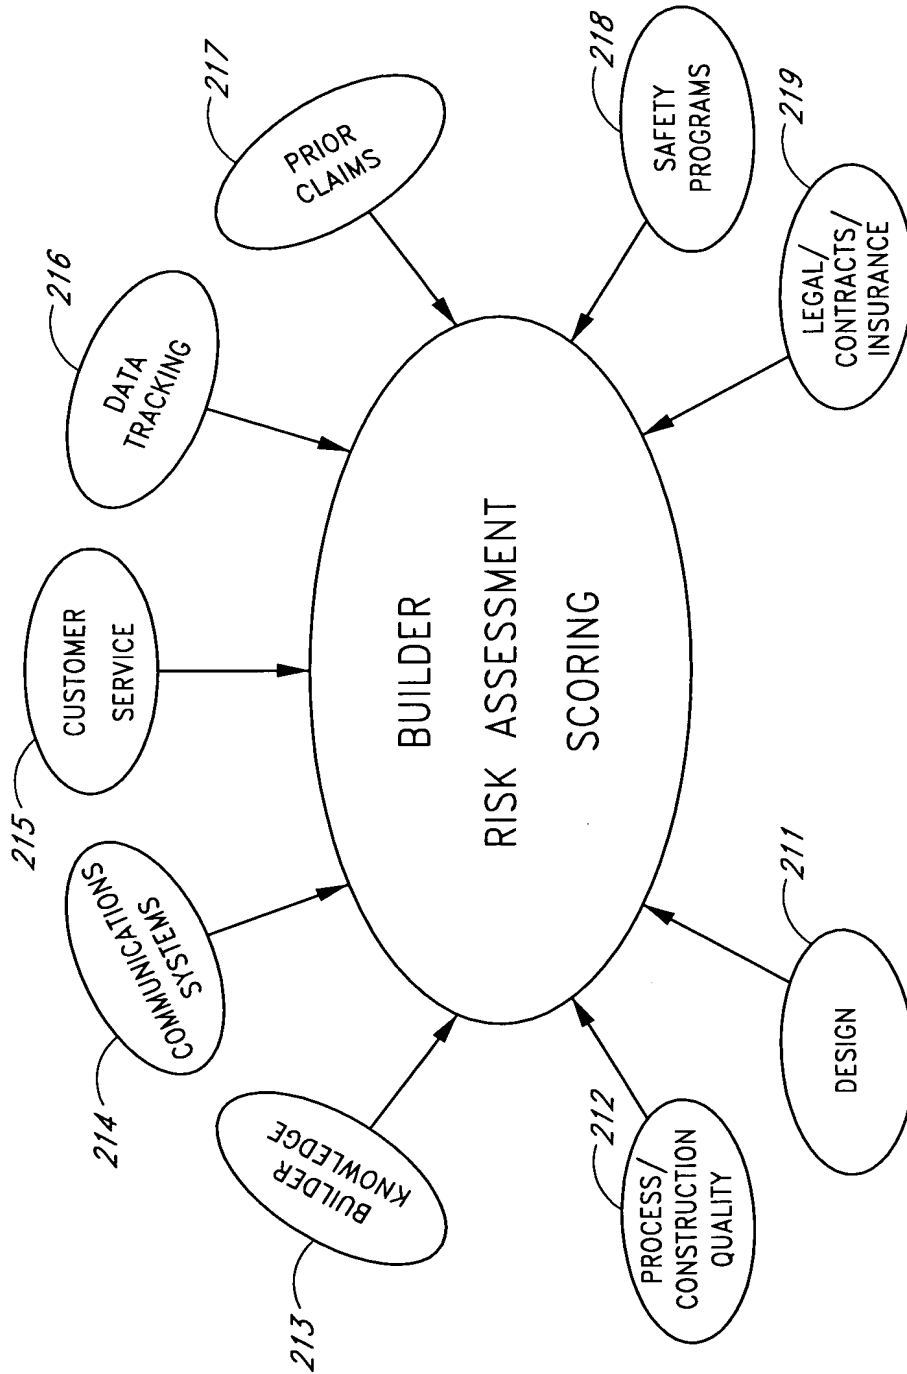 BUILDER
RISK ASSESSMENT
SCORING
211
DESIGN
212
PROCESS/
CONSTRUCTION
QUALITY
213
BUILDER
KNOWLEDGE
214
COMMUNICATIONS
SYSTEMS
215
CUSTOMER
SERVICE
216
DATA
TRACKING
217
PRIOR
CLAIMS
218
SAFETY
PROGRAMS
219
LEGAL/
CONTRACTS/
INSURANCE